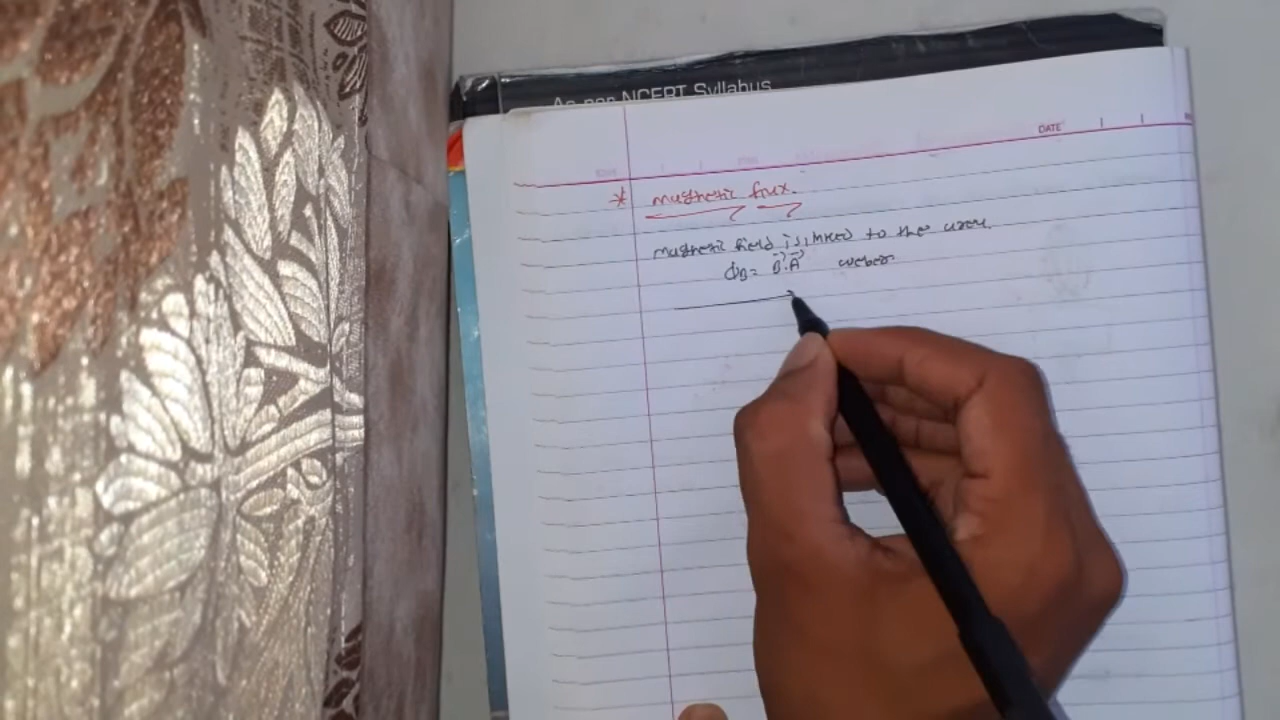 As per NCERT Syllabus
DATE
* magnetic flux.
magnetic field is linked to the area.
ϕB = B⃗.A⃗ weber